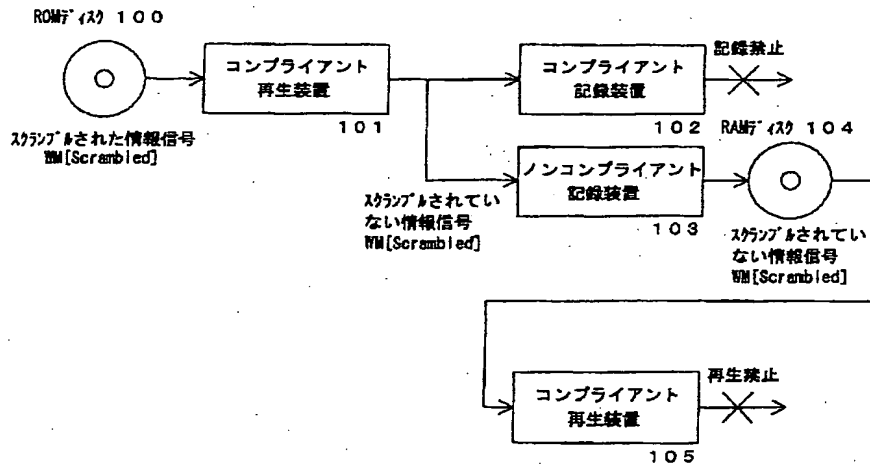 ROMﾃﾞｨｽｸ 100
コンプライアント
再生装置
101
スクランブルされた情報信号
WM[Scrambled]
コンプライアント
記録装置
102
記録禁止
スクランブルされてい
ない情報信号
WM[Scrambled]
ノンコンプライアント
記録装置
103
RAMﾃﾞｨｽｸ 104
スクランブルされてい
ない情報信号
WM[Scrambled]
コンプライアント
再生装置
105
再生禁止